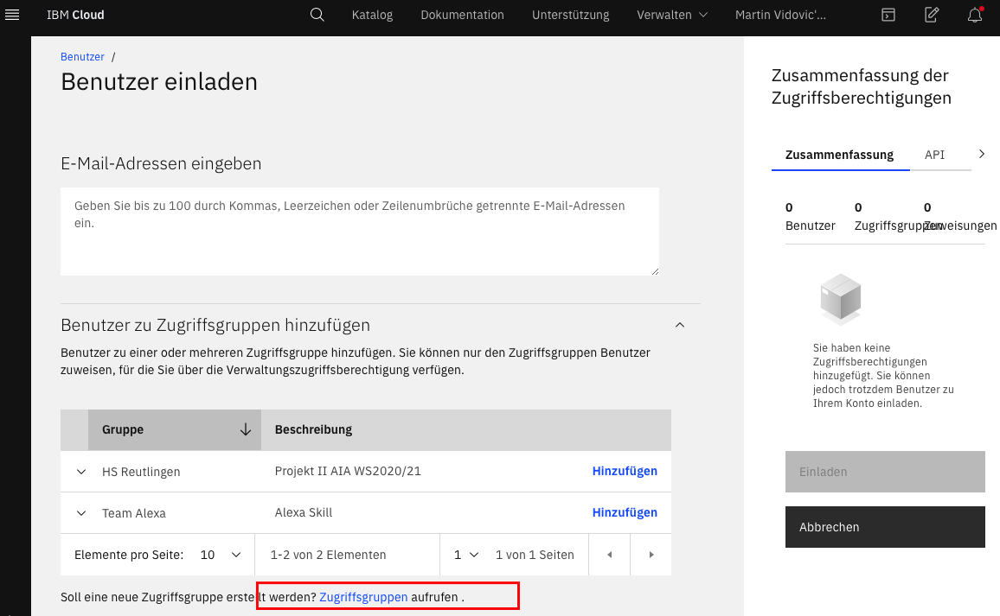 IBM Cloud Katalog Dokumentation Unterstützung Verwalten Martin Vidovic'...
Benutzer /
Benutzer einladen
E-Mail-Adressen eingeben
Geben Sie bis zu 100 durch Kommas, Leerzeichen oder Zeilenumbrüche getrennte E-Mail-Adressen
ein.
Benutzer zu Zugriffsgruppen hinzufügen
Benutzer zu einer oder mehreren Zugriffsgruppe hinzufügen. Sie können nur den Zugriffsgruppen Benutzer
zuweisen, für die Sie über die Verwaltungszugriffsberechtigung verfügen.
Gruppe Beschreibung
HS Reutlingen Projekt II AIA WS2020/21 Hinzufügen
Team Alexa Alexa Skill Hinzufügen
Elemente pro Seite: 10 1-2 von 2 Elementen 1 1 von 1 Seiten
Soll eine neue Zugriffsgruppe erstellt werden? Zugriffsgruppen aufrufen .
Zusammenfassung der
Zugriffsberechtigungen
Zusammenfassung API
0 0 0
Benutzer Zugriffsgruppen Zuweisungen
Sie haben keine
Zugriffsberechtigungen
hinzugefügt. Sie können
jedoch trotzdem Benutzer zu
Ihrem Konto einladen.
Einladen
Abbrechen